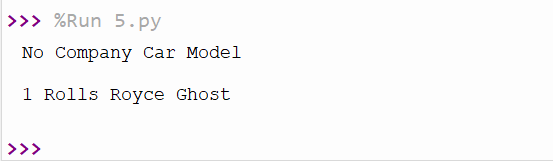 >>> %Run 5.py
No Company Car Model
1 Rolls Royce Ghost
>>>